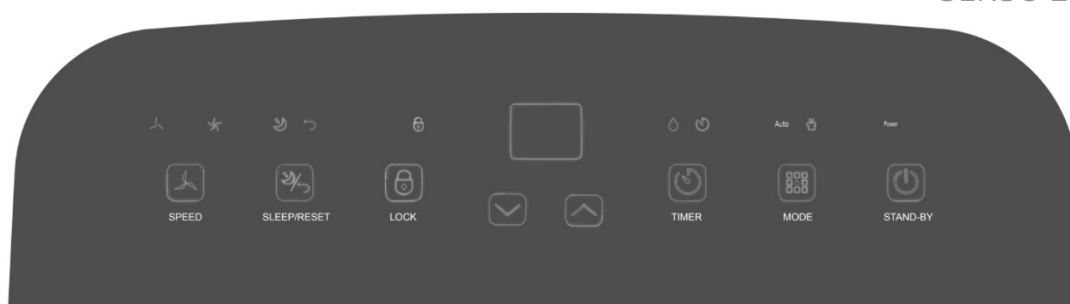 Auto
Power
SPEED
SLEEP/RESET
LOCK
TIMER
MODE
STAND-BY